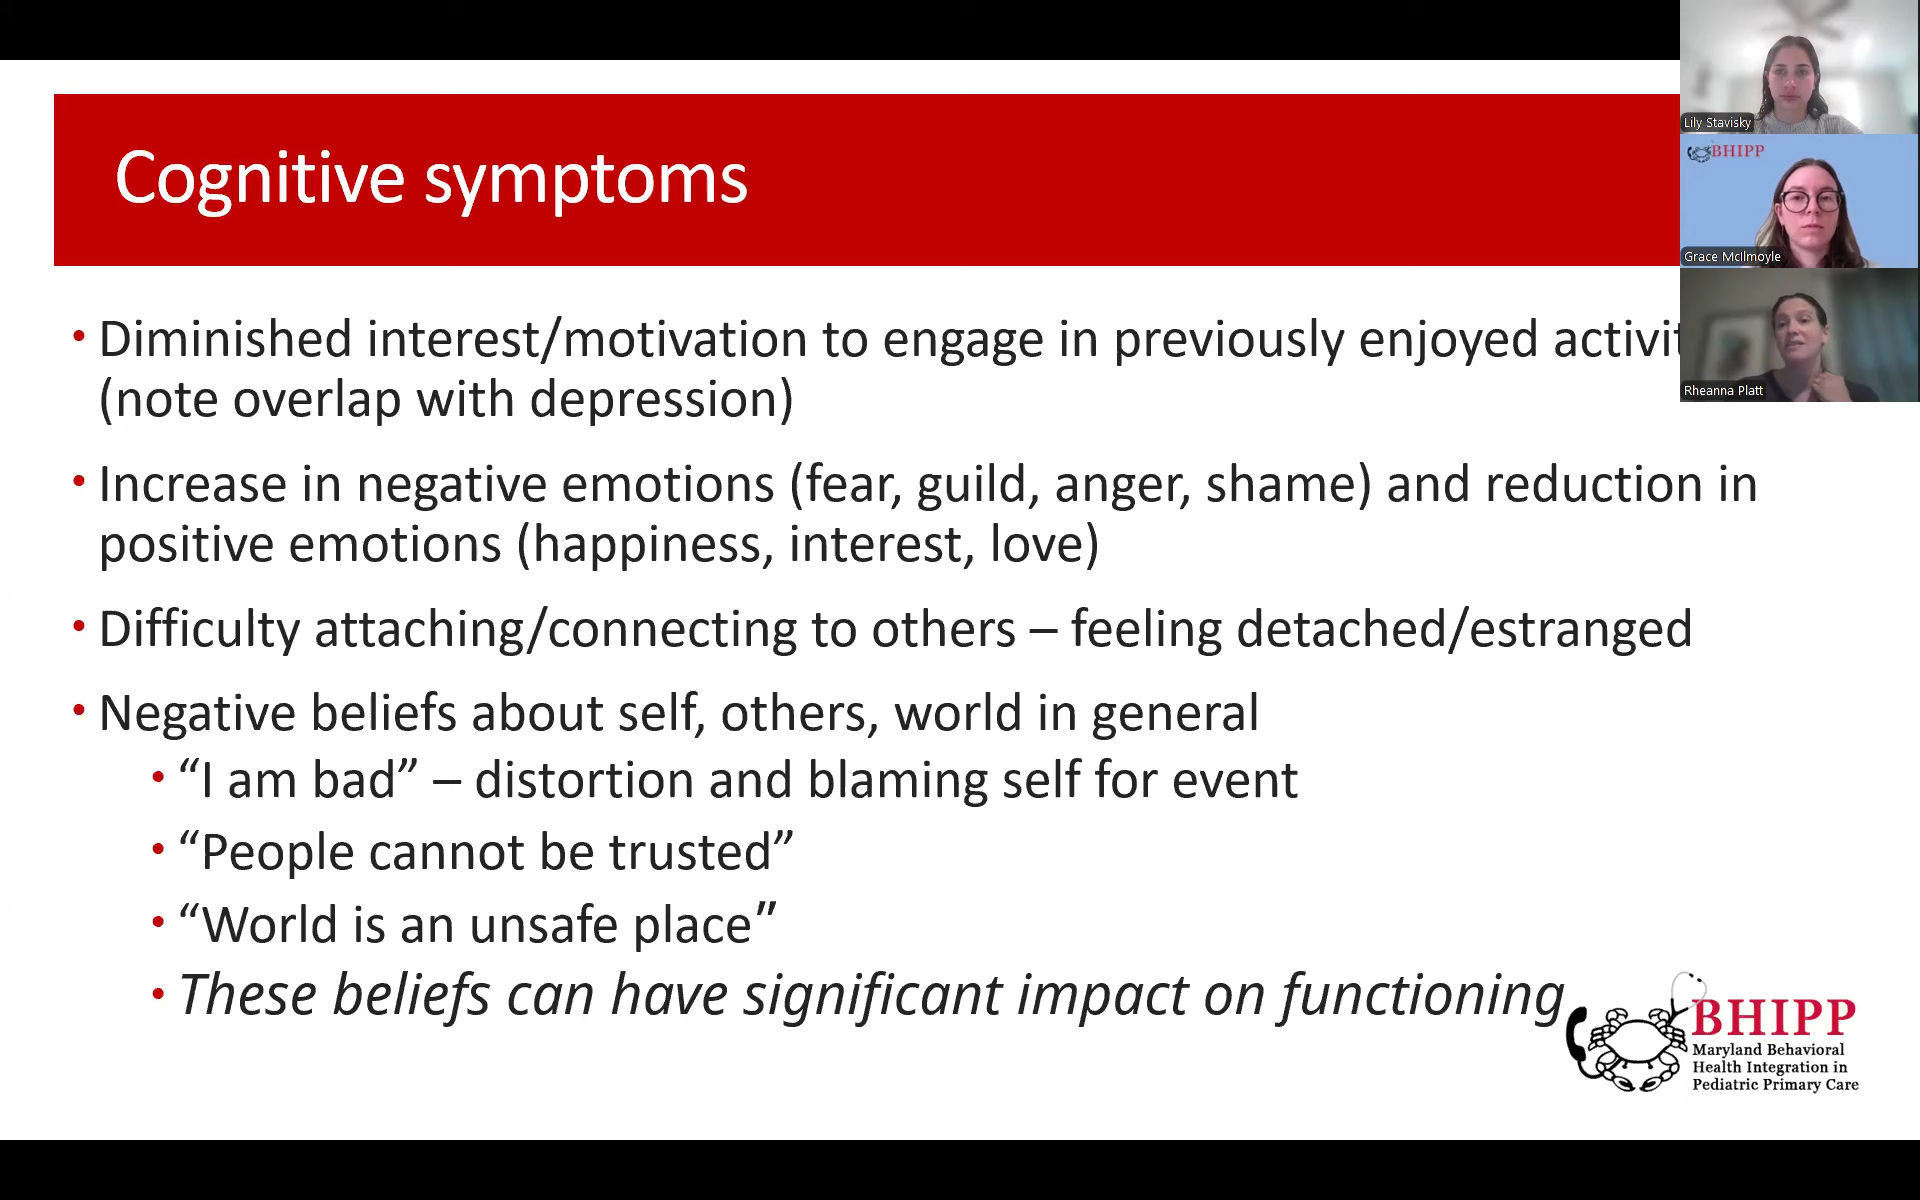 Cognitive symptoms
• Diminished interest/motivation to engage in previously enjoyed activit
(note overlap with depression)
• Increase in negative emotions (fear, guild, anger, shame) and reduction in
positive emotions (happiness, interest, love)
• Difficulty attaching/connecting to others – feeling detached/estranged
• Negative beliefs about self, others, world in general
• “I am bad” – distortion and blaming self for event
• “People cannot be trusted”
• “World is an unsafe place”
• These beliefs can have significant impact on functioning
BHIPP
Maryland Behavioral
Health Integration in
Pediatric Primary Care
Lily Stavisky
BHIPP
Grace McIlmoyle
Rheanna Platt